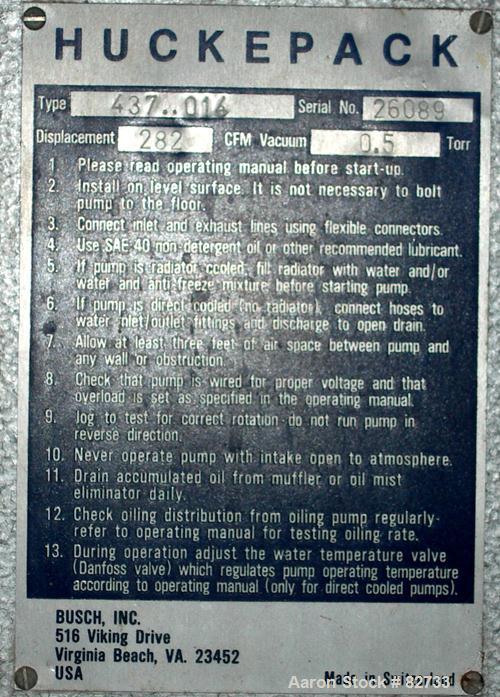 HUCKEPACK
Type 437..016 Serial No. 26089
Displacement 282 CFM Vacuum 0.5 Torr
1 Please read operating manual before start-up.
2. Install on level surface. It is not necessary to bolt
pump to the floor.
3. Connect inlet and exhaust lines using flexible connectors.
4. Use SAE 40 non-detergent oil or other recommended lubricant.
5. If pump is radiator cooled, fill radiator with water and/or
water and anti-freeze mixture before starting pump.
6. If pump is direct cooled (no radiator), connect hoses to
water inlet/outlet fittings and discharge to open drain.
7. Allow at least three feet of air space between pump and
any wall or obstruction.
8. Check that pump is wired for proper voltage and that
overload is set as specified in the operating manual.
9. Jog to test for correct rotation-do not run pump in
reverse direction.
10. Never operate pump with intake open to atmosphere.
11. Drain accumulated oil from muffler or oil mist
eliminator daily.
12. Check oiling distribution from oiling pump regularly-
refer to operating manual for testing oiling rate.
13. During operation adjust the water temperature valve
(Danfoss valve) which regulates pump operating temperature
according to operating manual (only for direct cooled pumps).
BUSCH, INC.
516 Viking Drive
Virginia Beach, VA. 23452
USA
Made in
Aaron Stock # 82733